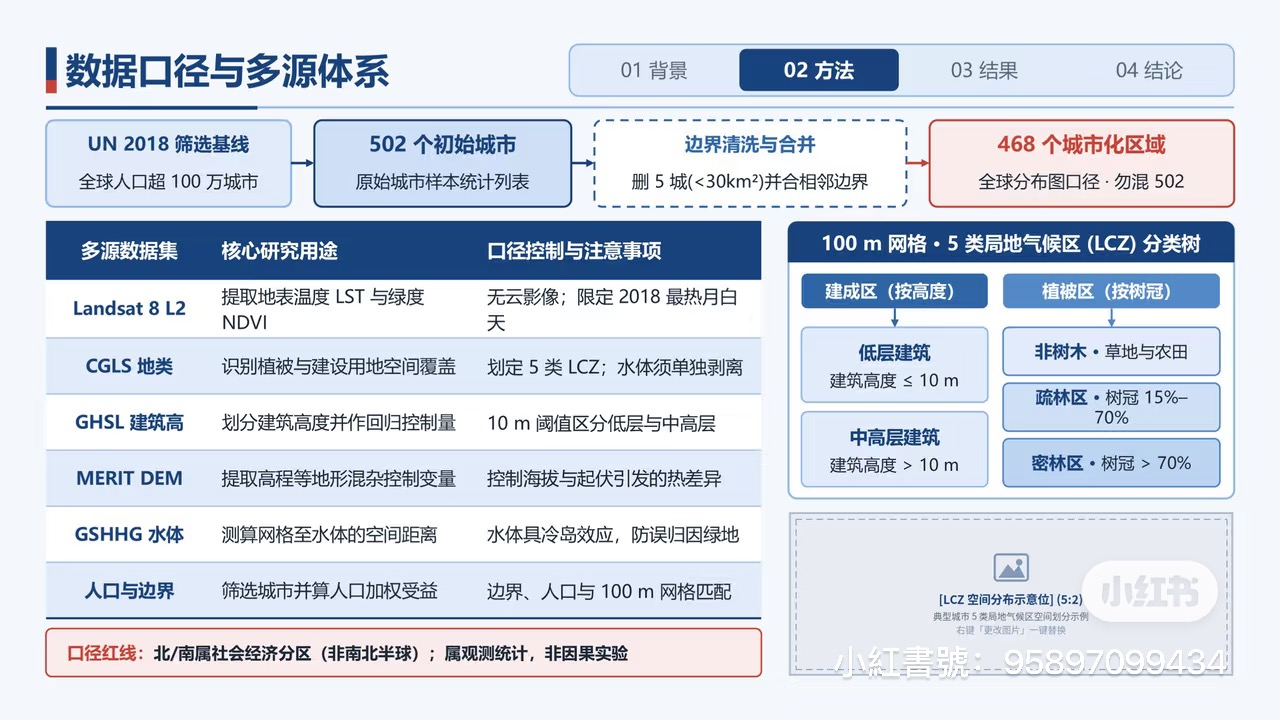 数据口径与多源体系
01 背景
02 方法
03 结果
04 结论
UN 2018 筛选基线
全球人口超 100 万城市
502 个初始城市
原始城市样本统计列表
边界清洗与合并
删 5 城(<30km²)并合相邻边界
468 个城市化区域
全球分布图口径 · 勿混 502
多源数据集
核心研究用途
口径控制与注意事项
Landsat 8 L2
提取地表温度 LST 与绿度
NDVI
无云影像；限定 2018 最热月白
天
CGLS 地类
识别植被与建设用地空间覆盖
划定 5 类 LCZ；水体须单独剥离
GHSL 建筑高
划分建筑高度并作回归控制量
10 m 阈值区分低层与中高层
MERIT DEM
提取高程等地形混杂控制变量
控制海拔与起伏引发的热差异
GSHHG 水体
测算网格至水体的空间距离
水体具冷岛效应，防误归因绿地
人口与边界
筛选城市并算人口加权受益
边界、人口与 100 m 网格匹配
口径红线：北/南属社会经济分区（非南北半球）；属观测统计，非因果实验
100 m 网格 • 5 类局地气候区 (LCZ) 分类树
建成区（按高度）
低层建筑
建筑高度 ≤ 10 m
中高层建筑
建筑高度 > 10 m
植被区（按树冠）
非树木 • 草地与农田
疏林区 • 树冠 15%–
70%
密林区 • 树冠 > 70%
[LCZ 空间分布示意位] (5:2)
典型城市 5 类局地气候区空间划分示例
右键「更改图片」一键替换
小红书
小紅書號：95897099434